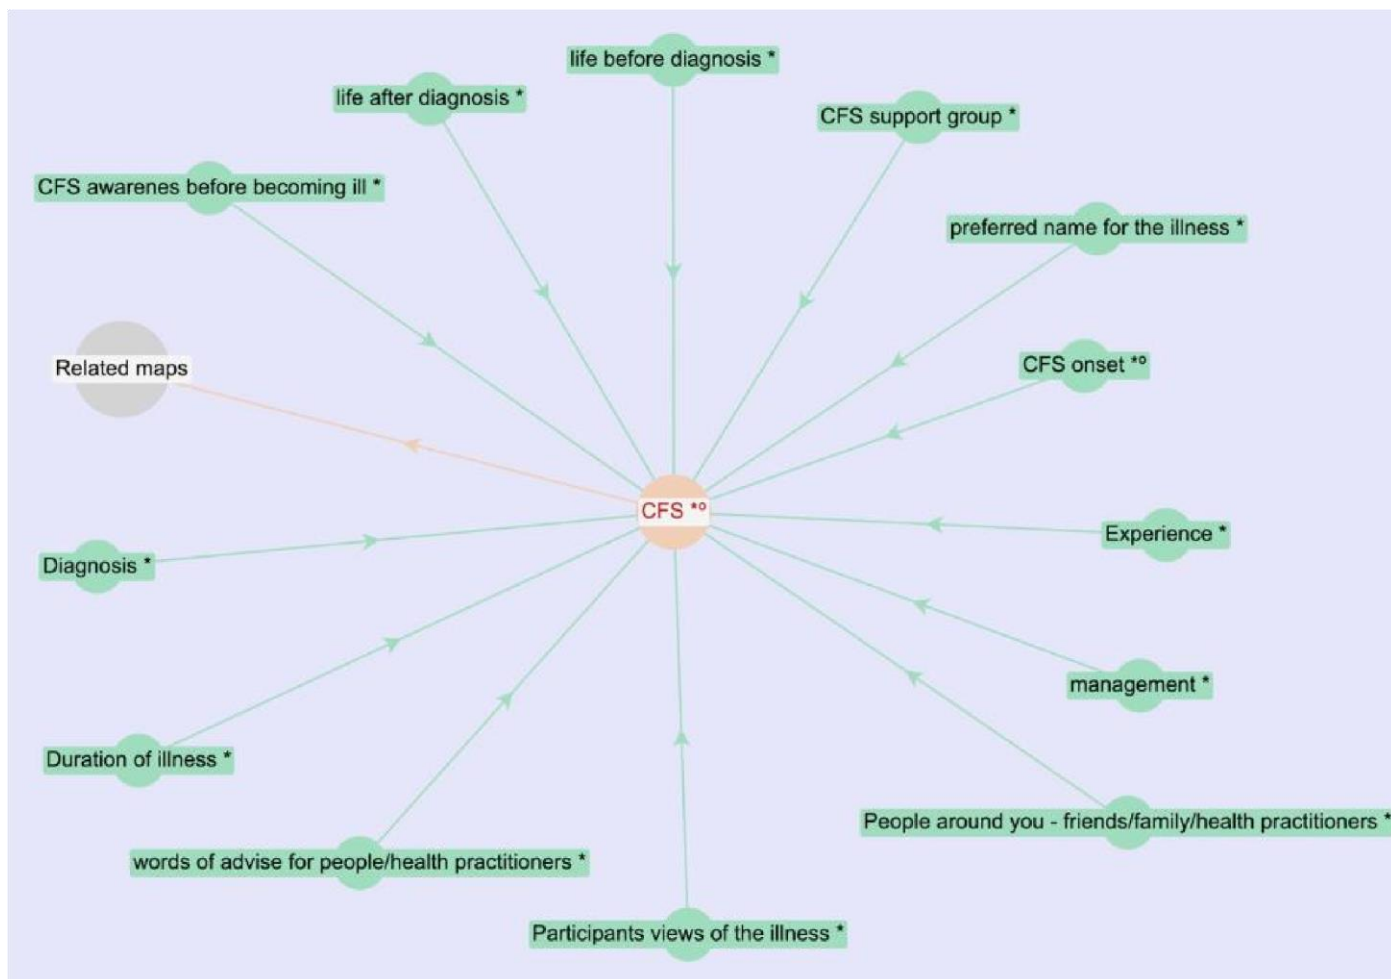 life before diagnosis *
life after diagnosis *
CFS support group *
CFS awarenes before becoming ill *
preferred name for the illness *
Related maps
CFS onset *º
CFS *º
Experience *
Diagnosis *
management *
Duration of illness *
People around you - friends/family/health practitioners *
words of advise for people/health practitioners *
Participants views of the illness *